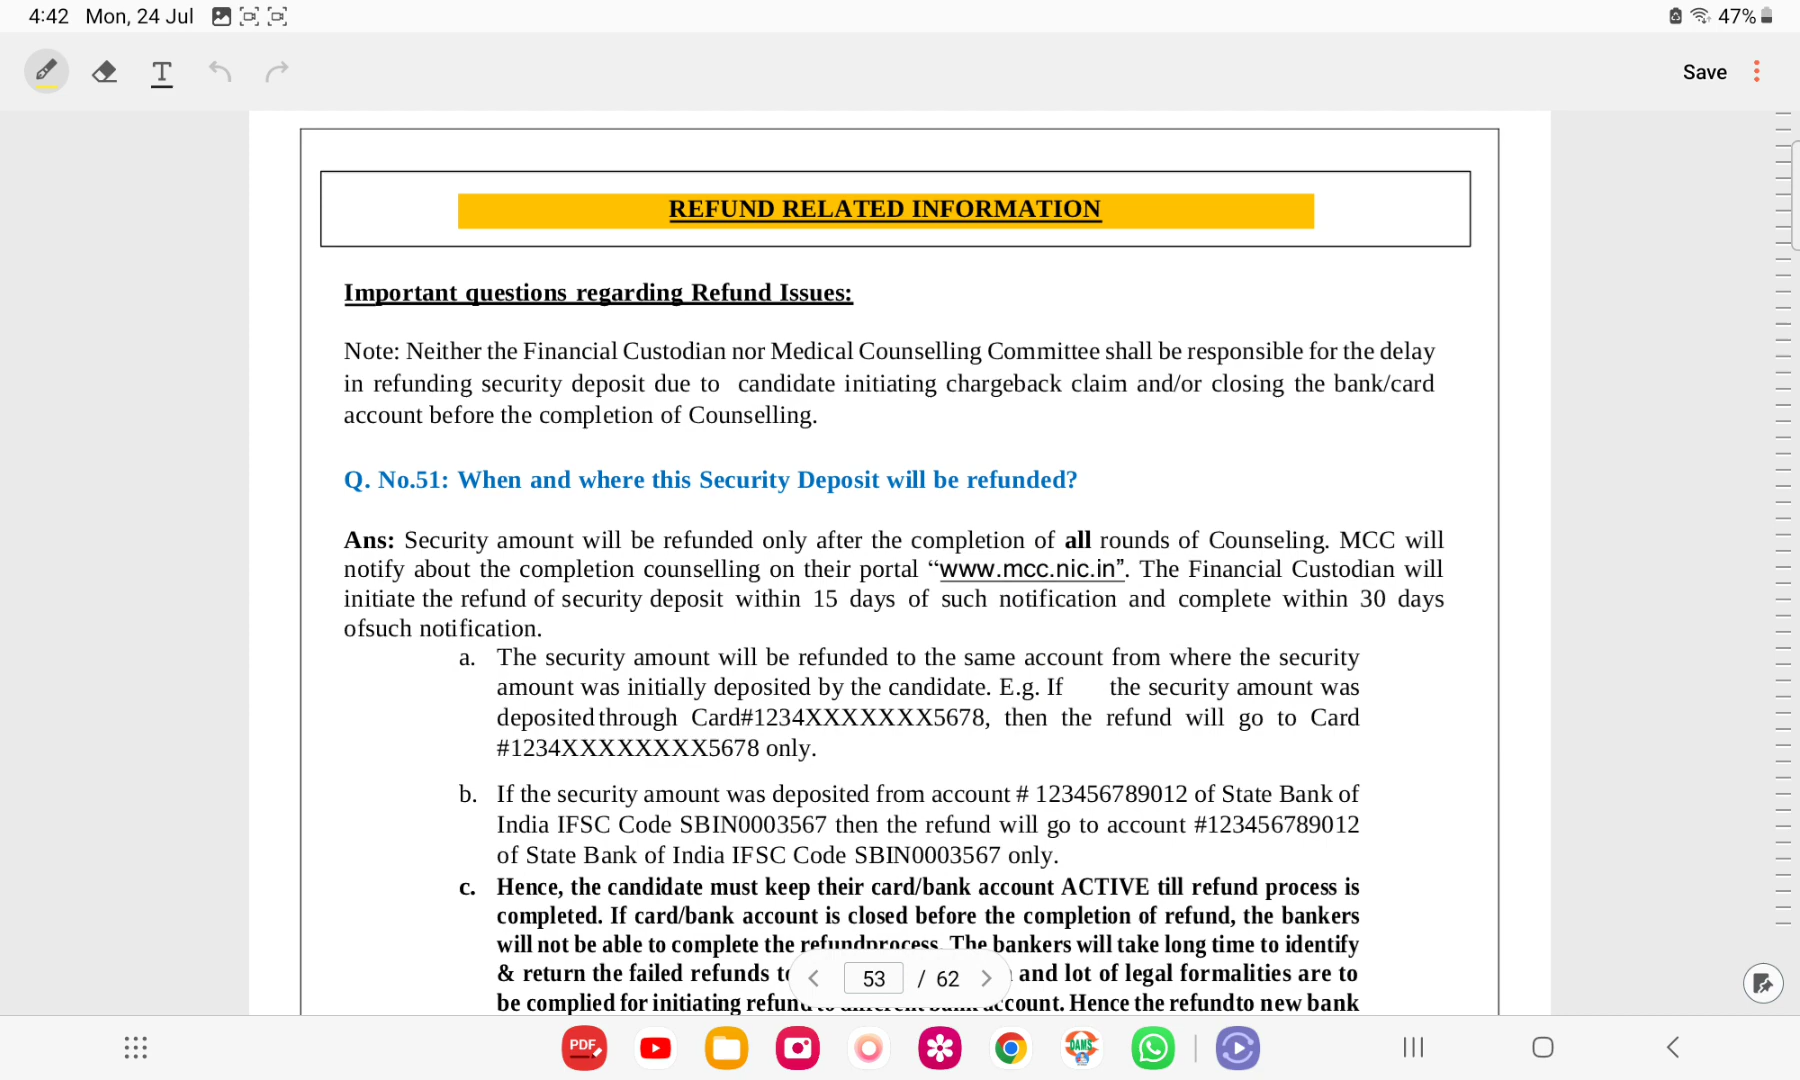 4:42 Mon, 24 Jul
47%
Save
REFUND RELATED INFORMATION
Important questions regarding Refund Issues:
Note: Neither the Financial Custodian nor Medical Counselling Committee shall be responsible for the delay
in refunding security deposit due to candidate initiating chargeback claim and/or closing the bank/card
account before the completion of Counselling.
Q. No.51: When and where this Security Deposit will be refunded?
Ans: Security amount will be refunded only after the completion of all rounds of Counseling. MCC will
notify about the completion counselling on their portal “www.mcc.nic.in”. The Financial Custodian will
initiate the refund of security deposit within 15 days of such notification and complete within 30 days
ofsuch notification.
a. The security amount will be refunded to the same account from where the security
amount was initially deposited by the candidate. E.g. If the security amount was
deposited through Card#1234XXXXXXX5678, then the refund will go to Card
#1234XXXXXXXX5678 only.
b. If the security amount was deposited from account # 123456789012 of State Bank of
India IFSC Code SBIN0003567 then the refund will go to account #123456789012
of State Bank of India IFSC Code SBIN0003567 only.
c. Hence, the candidate must keep their card/bank account ACTIVE till refund process is
completed. If card/bank account is closed before the completion of refund, the bankers
will not be able to complete the refundprocess. The bankers will take long time to identify
& return the failed refunds and lot of legal formalities are to
be complied for initiating refund account. Hence the refundto new bank
53 / 62
PDF
DAMS